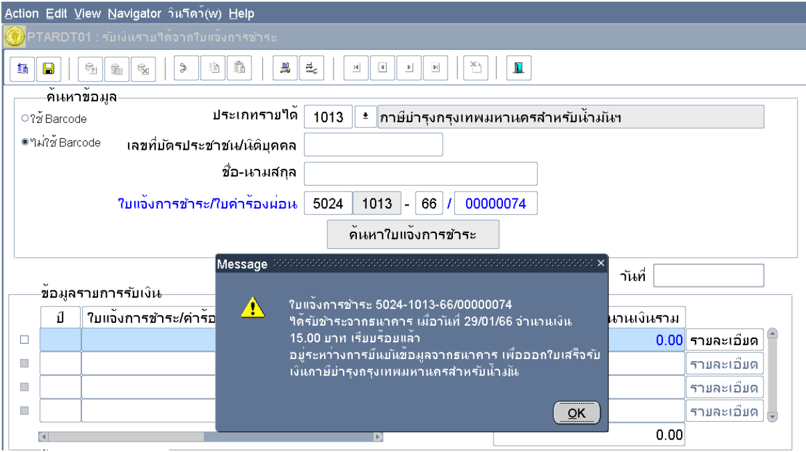 Action Edit View Navigator วินโดว์(w) Help
PTARDT01 : รับเงินรายได้จากใบแจ้งการชำระ
ค้นหาข้อมูล
ใช้ Barcode
ไม่ใช้ Barcode
ประเภทรายได้ 1013 ภาษีบำรุงกรุงเทพมหานครสำหรับน้ำมันฯ
เลขที่บัตรประชาชน/นิติบุคคล
ชื่อ-นามสกุล
ใบแจ้งการชำระ/ใบคำร้องผ่อน 5024 1013 - 66 / 00000074
ค้นหาใบแจ้งการชำระ
วันที่
Message
ใบแจ้งการชำระ 5024-1013-66/00000074
ได้รับชำระจากธนาคาร เมื่อวันที่ 29/01/66 จำนวนเงิน
15.00 บาท เรียบร้อยแล้ว
อยู่ระหว่างการยืนยันข้อมูลจากธนาคาร เพื่อออกใบเสร็จรับ
เงินภาษีบำรุงกรุงเทพมหานครสำหรับน้ำมัน
OK
ข้อมูลรายการรับเงิน
ปี ใบแจ้งการชำระ/คำร้อ นวนเงินรวม
0.00 รายละเอียด
รายละเอียด
รายละเอียด
รายละเอียด
0.00